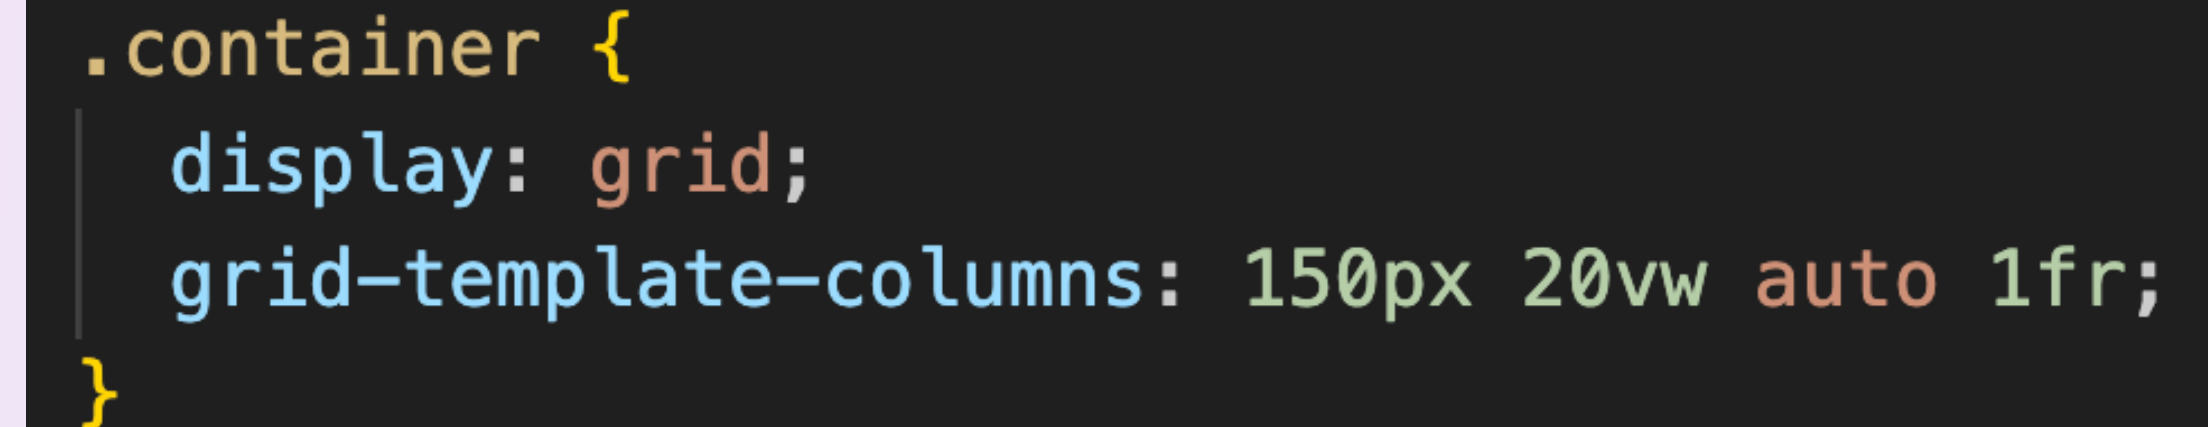 .container {
  display: grid;
  grid-template-columns: 150px 20vw auto 1fr;
}